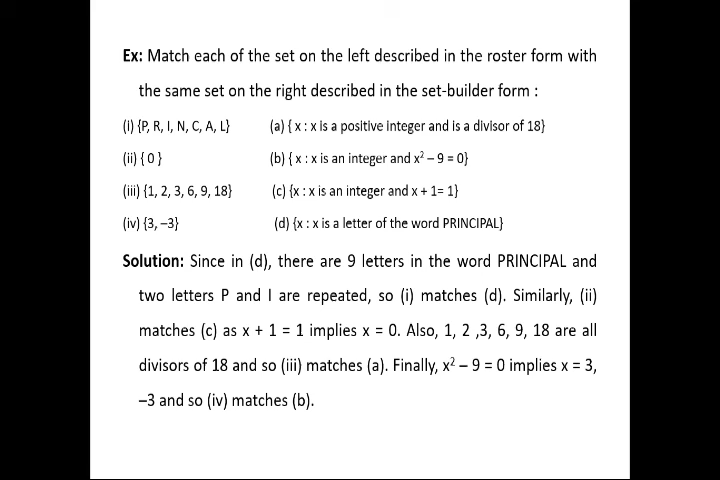 Ex: Match each of the set on the left described in the roster form with
the same set on the right described in the set-builder form :
(i) {P, R, I, N, C, A, L} (a) { x : x is a positive integer and is a divisor of 18}
(ii) { 0 } (b) { x : x is an integer and x² – 9 = 0}
(iii) {1, 2, 3, 6, 9, 18} (c) {x : x is an integer and x + 1= 1}
(iv) {3, –3} (d) {x : x is a letter of the word PRINCIPAL}
Solution: Since in (d), there are 9 letters in the word PRINCIPAL and
two letters P and I are repeated, so (i) matches (d). Similarly, (ii)
matches (c) as x + 1 = 1 implies x = 0. Also, 1, 2 ,3, 6, 9, 18 are all
divisors of 18 and so (iii) matches (a). Finally, x² – 9 = 0 implies x = 3,
–3 and so (iv) matches (b).